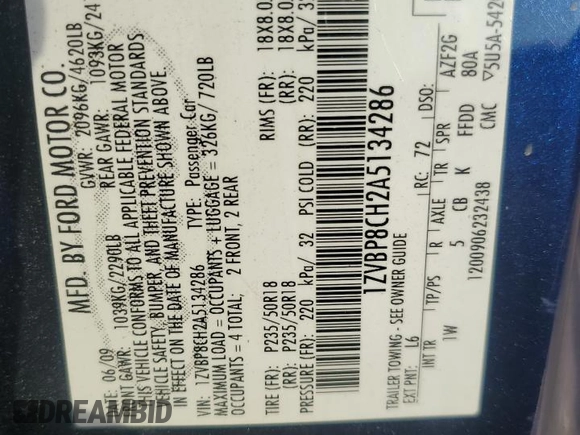 MFD. BY FORD MOTOR CO.
DATE: 06/09 GVWR: 2096KG/4620LB
FRONT GAWR: 1039KG/2290LB REAR GAWR: 1093KG/24
THIS VEHICLE CONFORMS TO ALL APPLICABLE FEDERAL MOTOR
VEHICLE SAFETY, BUMPER, AND THEFT PREVENTION STANDARDS
IN EFFECT ON THE DATE OF MANUFACTURE SHOWN ABOVE.
VIN: 1ZVBP8CH2A5134286 TYPE: Passenger Car
MAXIMUM LOAD = OCCUPANTS + LUGGAGE = 326KG / 720LB
OCCUPANTS = 4 TOTAL; 2 FRONT, 2 REAR
TIRE (FR): P235/50R18 RIMS (FR): 18X8.0
(RR): P235/50R18 (RR): 18X8.0
PRESSURE (FR): 220 kPa/ 32 PSI COLD (RR): 220 kPa/ 3
1ZVBP8CH2A5134286
TRAILER TOWING - SEE OWNER GUIDE
EXT PNT: L6 RC: 72 DSO:
INT TR TP/PS R AXLE TR SPR AZF2G
1W 5 CB K FFDD 80A
1200906232438 CMC ▽5U5A-542
DREAMBID